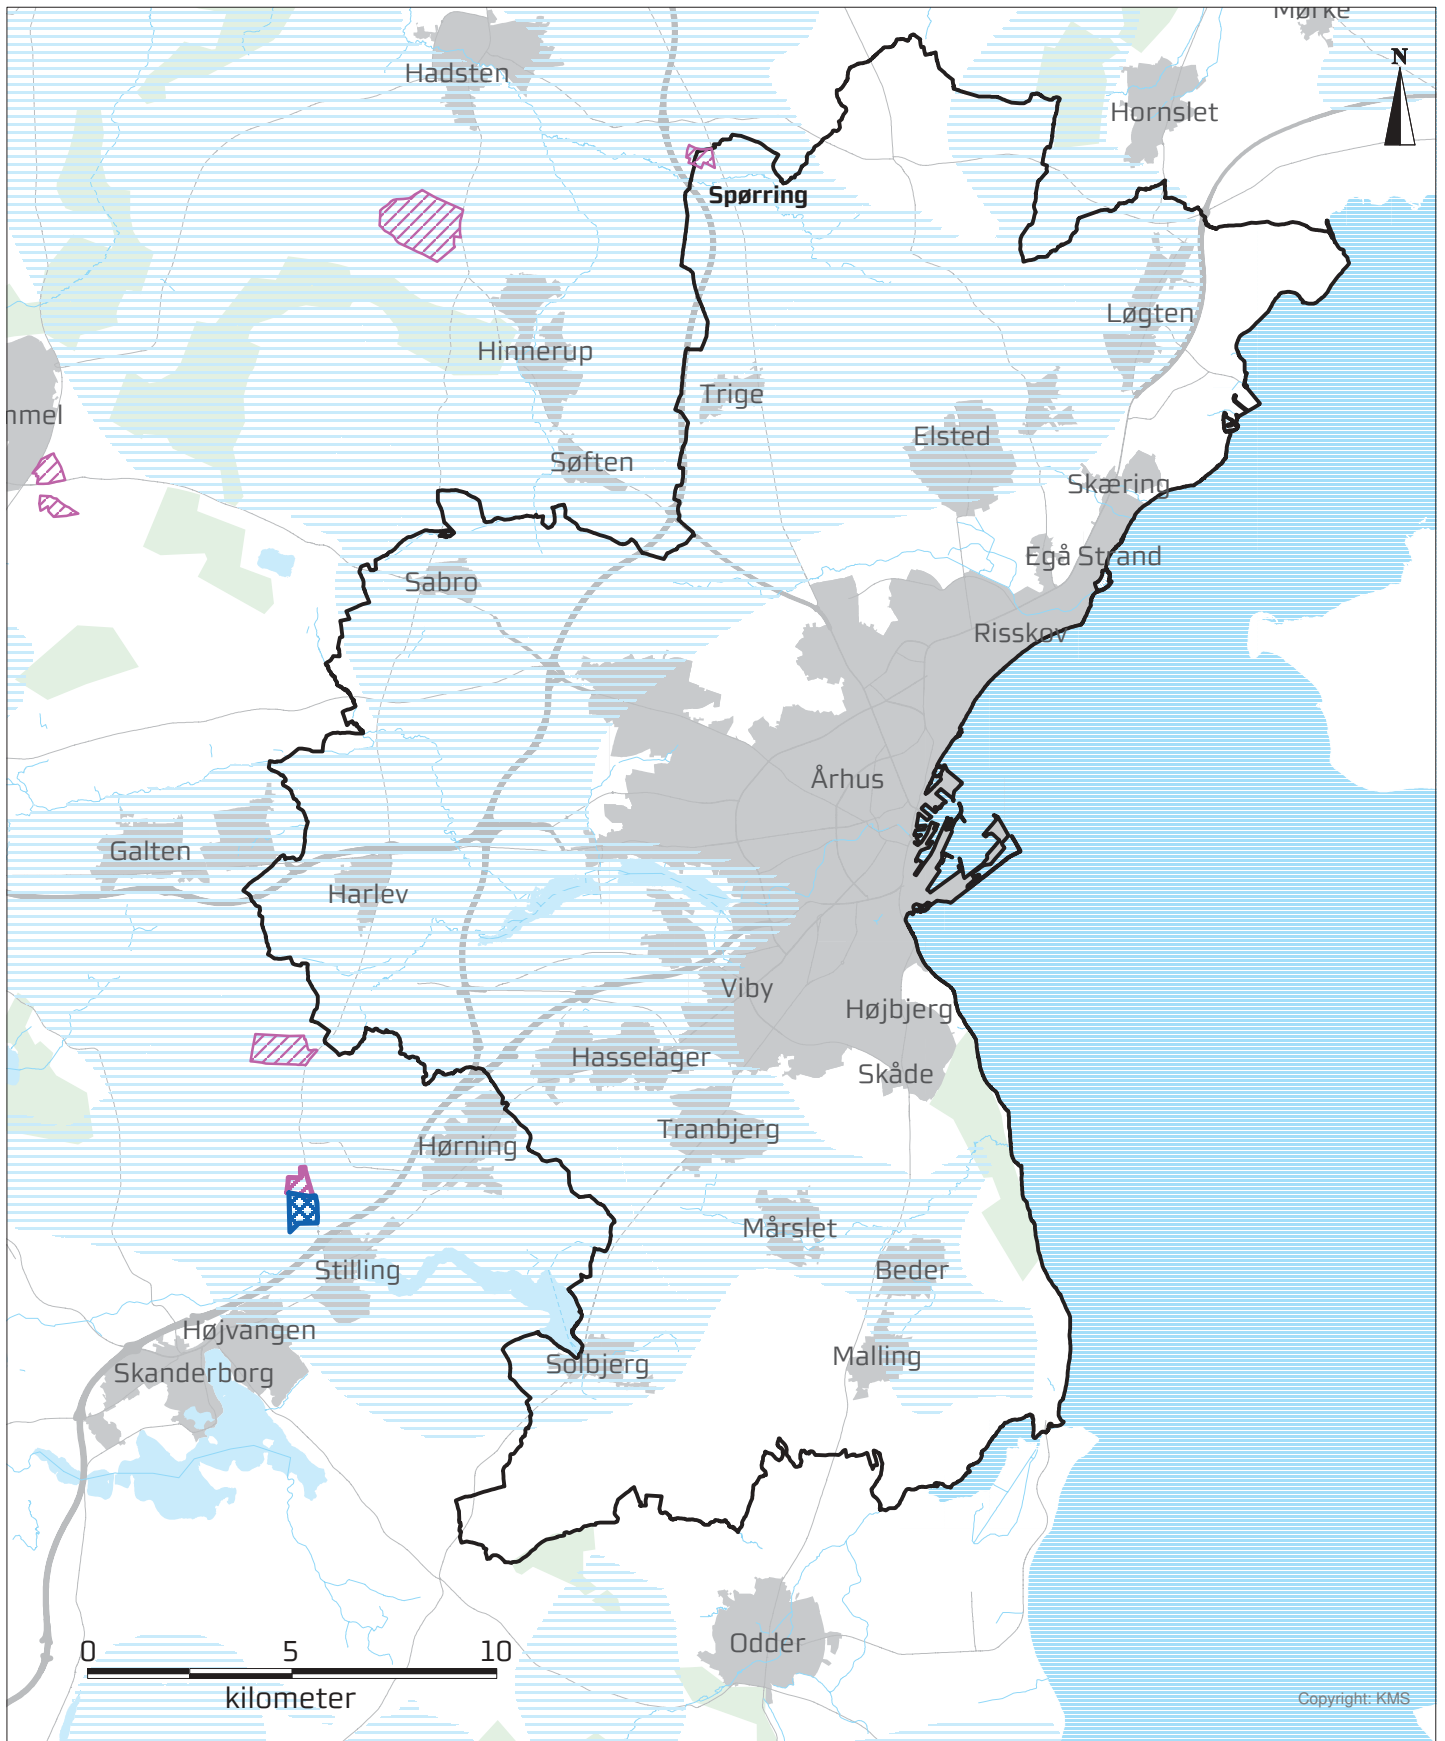 Mørke
N
Hadsten
Hornslet
Spørring
Løgten
Hinnerup
Trige
mmel
Elsted
Søften
Skæring
Egå Strand
Sabro
Risskov
Århus
Galten
Harlev
Viby
Højbjerg
Hasselager
Skåde
Tranbjerg
Hørning
Mårslet
Stilling
Beder
Højvangen
Malling
Solbjerg
Skanderborg
Odder
0 5 10
kilometer
Copyright: KMS